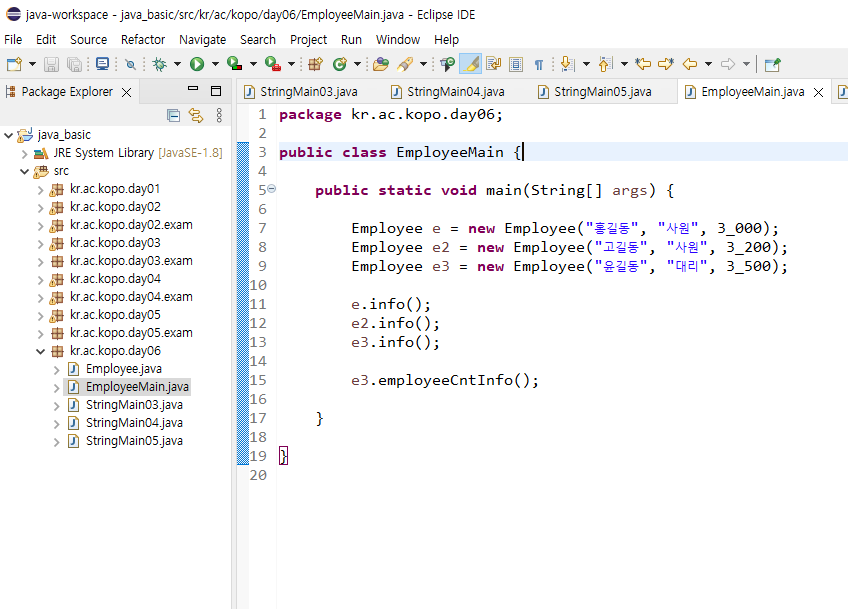 java-workspace - java_basic/src/kr/ac/kopo/day06/EmployeeMain.java - Eclipse IDE
File Edit Source Refactor Navigate Search Project Run Window Help
Package Explorer
java_basic
JRE System Library [JavaSE-1.8]
src
kr.ac.kopo.day01
kr.ac.kopo.day02
kr.ac.kopo.day02.exam
kr.ac.kopo.day03
kr.ac.kopo.day03.exam
kr.ac.kopo.day04
kr.ac.kopo.day04.exam
kr.ac.kopo.day05
kr.ac.kopo.day05.exam
kr.ac.kopo.day06
Employee.java
EmployeeMain.java
StringMain03.java
StringMain04.java
StringMain05.java
StringMain03.java StringMain04.java StringMain05.java EmployeeMain.java
1 package kr.ac.kopo.day06;
2
3 public class EmployeeMain {
4
5 public static void main(String[] args) {
6
7 Employee e = new Employee("홍길동", "사원", 3_000);
8 Employee e2 = new Employee("고길동", "사원", 3_200);
9 Employee e3 = new Employee("윤길동", "대리", 3_500);
10
11 e.info();
12 e2.info();
13 e3.info();
14
15 e3.employeeCntInfo();
16
17 }
18
19 }
20